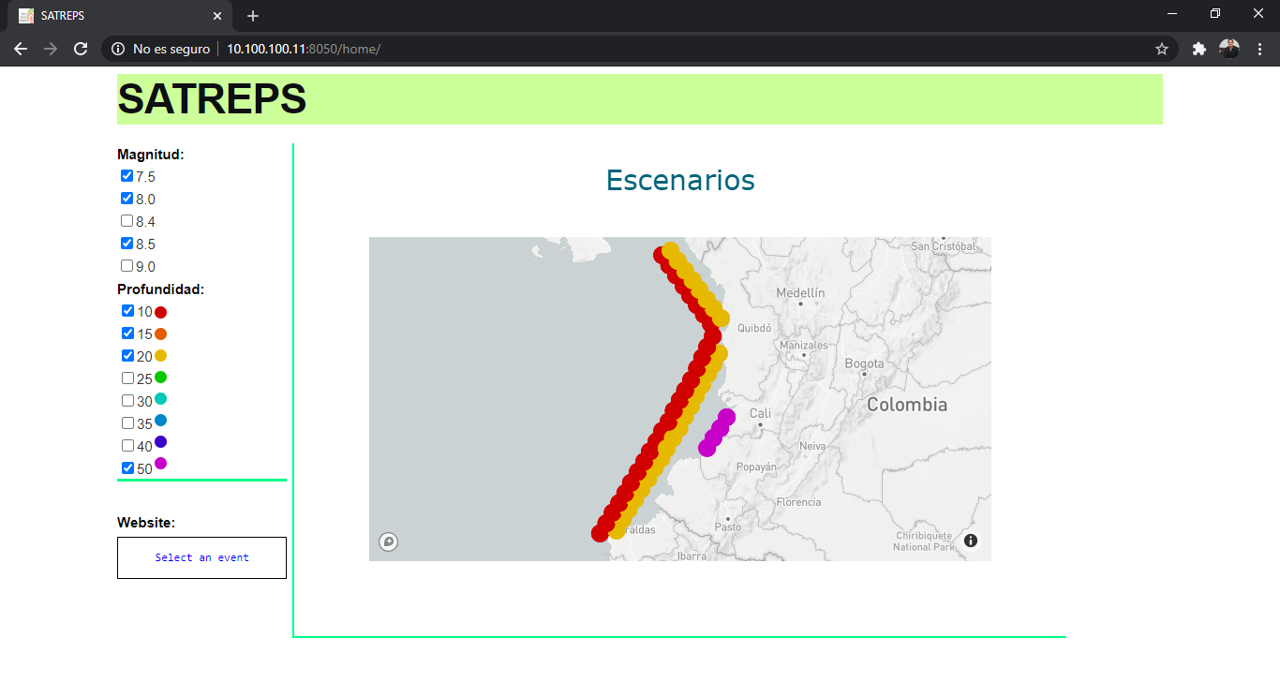 SATREPS
No es seguro | 10.100.100.11:8050/home/
SATREPS
Magnitud:
7.5
8.0
8.4
8.5
9.0
Profundidad:
10
15
20
25
30
35
40
50
Website:
Select an event
Escenarios
San Cristóbal
Medellín
Quibdó
Manizales
Bogota
Colombia
Cali
Neiva
Popayán
Florencia
Pasto
raldas
Chiribiquete
National Park
Ibarra